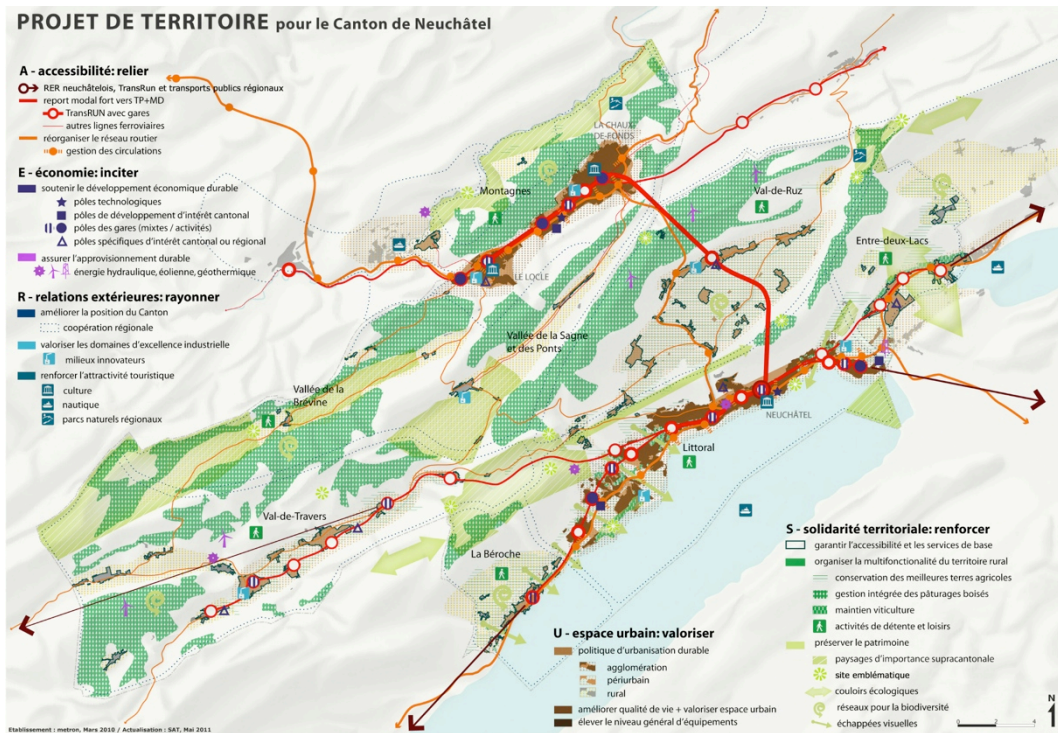 PROJET DE TERRITOIRE pour le Canton de Neuchâtel
A - accessibilité: relier
RER neuchâtelois, TransRun et transports publics régionaux
report modal fort vers TP+MD
TransRUN avec gares
autres lignes ferroviaires
réorganiser le réseau routier
gestion des circulations
E - économie: inciter
soutenir le développement économique durable
pôles technologiques
pôles de développement d'intérêt cantonal
pôles des gares (mixtes / activités)
pôles spécifiques d'intérêt cantonal ou régional
assurer l'approvisionnement durable
énergie hydraulique, éolienne, géothermique
R - relations extérieures: rayonner
améliorer la position du Canton
coopération régionale
valoriser les domaines d'excellence industrielle
milieux innovateurs
renforcer l'attractivité touristique
culture
nautique
parcs naturels régionaux
LA CHAUX-
DE-FONDS
Montagnes
Val-de-Ruz
Entre-deux-Lacs
LE LOCLE
Vallée de la Sagne
et des Ponts
Vallée de la
Brévine
NEUCHÂTEL
Littoral
Val-de-Travers
La Béroche
U - espace urbain: valoriser
politique d'urbanisation durable
agglomération
périurbain
rural
améliorer qualité de vie + valoriser espace urbain
élever le niveau général d'équipements
S - solidarité territoriale: renforcer
garantir l'accessibilité et les services de base
organiser la multifonctionalité du territoire rural
conservation des meilleures terres agricoles
gestion intégrée des pâturages boisés
maintien viticulture
activités de détente et loisirs
préserver le patrimoine
paysages d'importance supracantonale
site emblématique
couloirs écologiques
réseaux pour la biodiversité
échappées visuelles
0 2 4
N
Etablissement : metron, Mars 2010 / Actualisation : SAT, Mai 2011